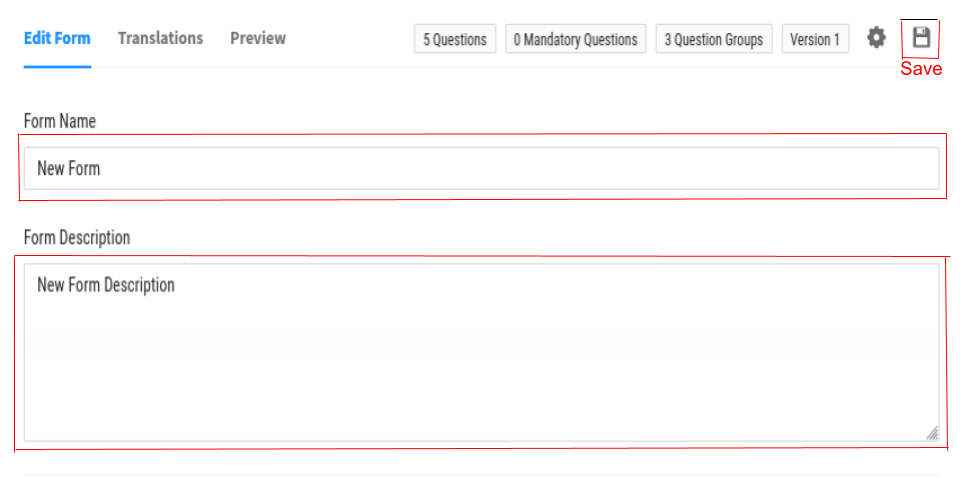 Edit Form Translations Preview 5 Questions 0 Mandatory Questions 3 Question Groups Version 1
Save
Form Name
New Form
Form Description
New Form Description